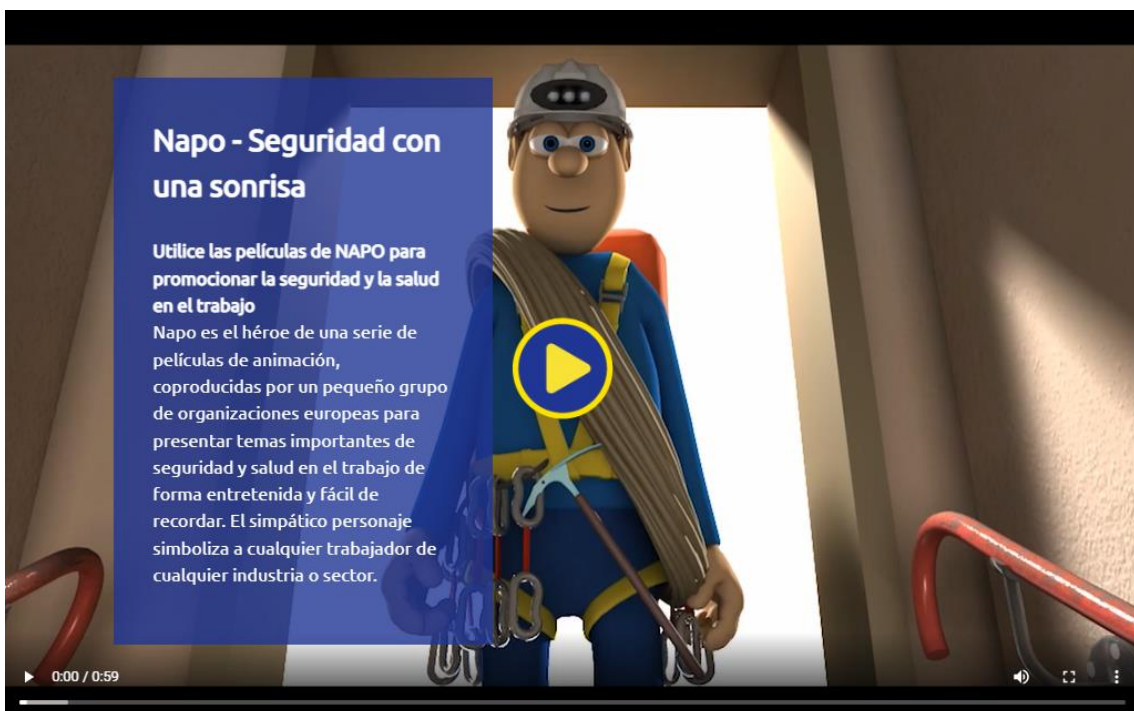 Napo - Seguridad con
una sonrisa
Utilice las películas de NAPO para
promocionar la seguridad y la salud
en el trabajo
Napo es el héroe de una serie de
películas de animación,
coproducidas por un pequeño grupo
de organizaciones europeas para
presentar temas importantes de
seguridad y salud en el trabajo de
forma entretenida y fácil de
recordar. El simpático personaje
simboliza a cualquier trabajador de
cualquier industria o sector.
0:00 / 0:59